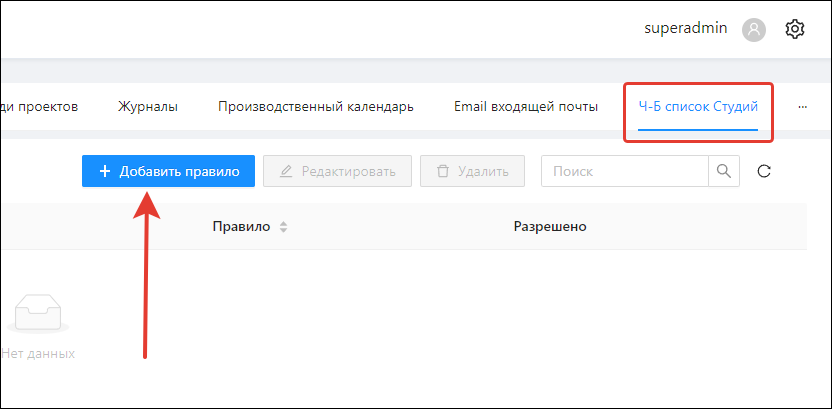 superadmin
ди проектов Журналы Производственный календарь Email входящей почты Ч-Б список Студий ...
+ Добавить правило Редактировать Удалить Поиск
Правило Разрешено
Нет данных